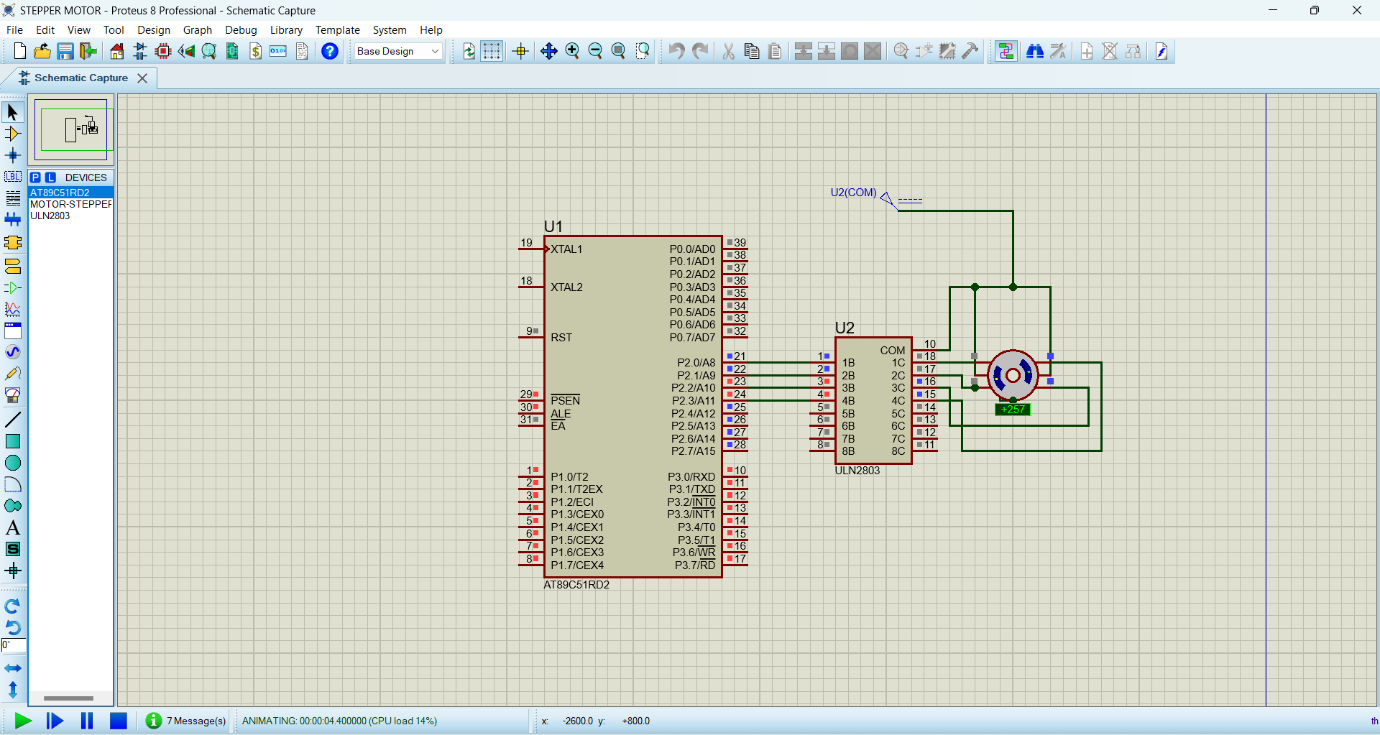 STEPPER MOTOR - Proteus 8 Professional - Schematic Capture
File Edit View Tool Design Graph Debug Library Template System Help
Base Design
Schematic Capture
P L DEVICES
AT89C51RD2
MOTOR-STEPPER
ULN2803
LBL
A
S
0°
U2(COM)
U1
19 XTAL1 P0.0/AD0 39
P0.1/AD1 38
P0.2/AD2 37
18 XTAL2 P0.3/AD3 36
P0.4/AD4 35
P0.5/AD5 34
P0.6/AD6 33
9 RST P0.7/AD7 32
P2.0/A8 21
P2.1/A9 22
P2.2/A10 23
29 PSEN P2.3/A11 24
30 ALE P2.4/A12 25
31 EA P2.5/A13 26
P2.6/A14 27
P2.7/A15 28
1 P1.0/T2 P3.0/RXD 10
2 P1.1/T2EX P3.1/TXD 11
3 P1.2/ECI P3.2/INT0 12
4 P1.3/CEX0 P3.3/INT1 13
5 P1.4/CEX1 P3.4/T0 14
6 P1.5/CEX2 P3.5/T1 15
7 P1.6/CEX3 P3.6/WR 16
8 P1.7/CEX4 P3.7/RD 17
AT89C51RD2
U2
COM 10
1 1B 1C 18
2 2B 2C 17
3 3B 3C 16
4 4B 4C 15
5 5B 5C 14
6 6B 6C 13
7 7B 7C 12
8 8B 8C 11
ULN2803
+257
7 Message(s) ANIMATING: 00:00:04.400000 (CPU load 14%) x: -2600.0 y: +800.0 th